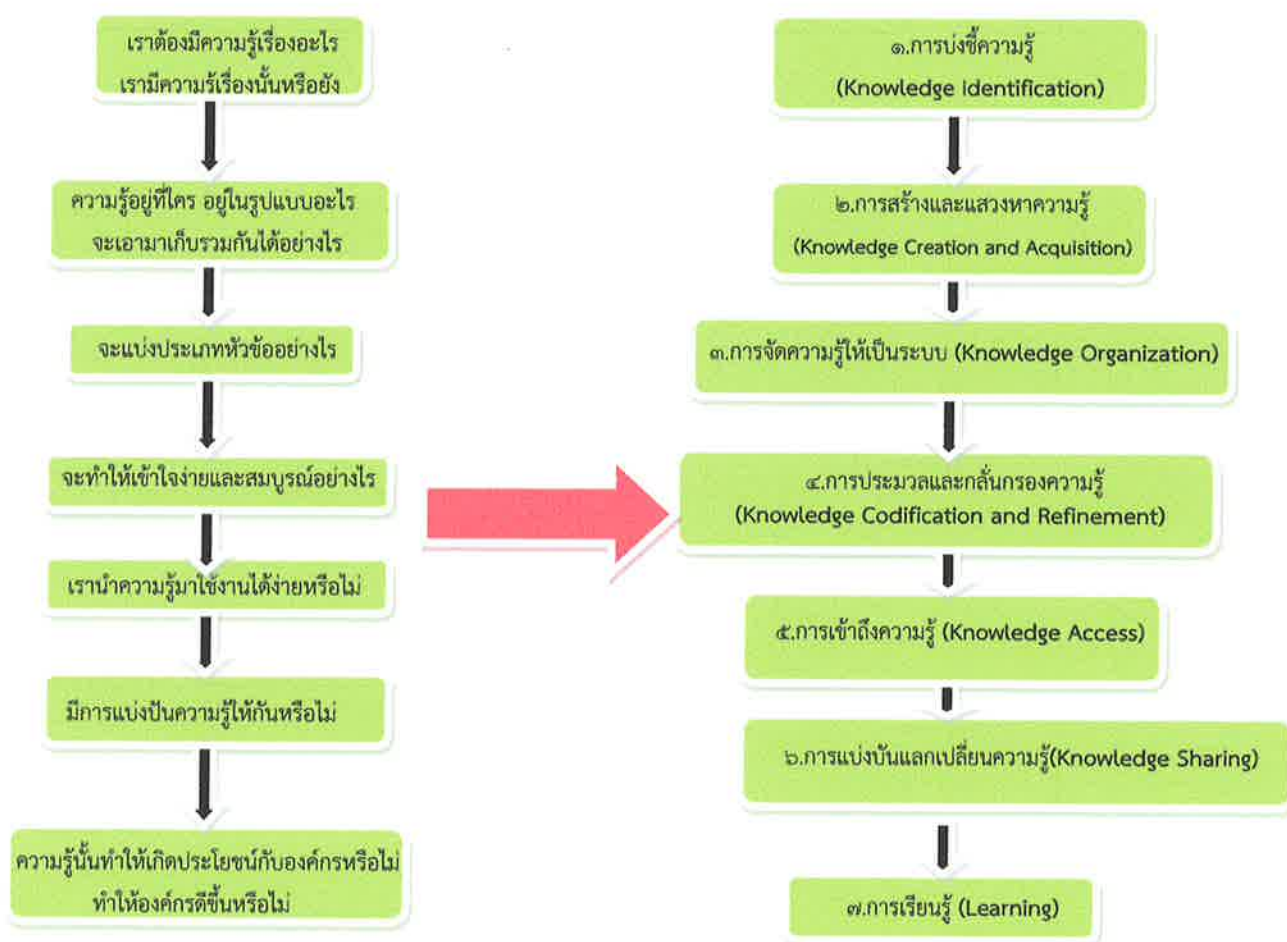 เราต้องมีความรู้เรื่องอะไร
เรามีความรู้เรื่องนั้นหรือยัง
ความรู้อยู่ที่ใคร อยู่ในรูปแบบอะไร
จะเอามาเก็บรวมกันได้อย่างไร
จะแบ่งประเภทหัวข้ออย่างไร
จะทำให้เข้าใจง่ายและสมบูรณ์อย่างไร
เรานำความรู้มาใช้งานได้ง่ายหรือไม่
มีการแบ่งปันความรู้ให้กันหรือไม่
ความรู้นั้นทำให้เกิดประโยชน์กับองค์กรหรือไม่
ทำให้องค์กรดีขึ้นหรือไม่
๑.การบ่งชี้ความรู้
(Knowledge Identification)
๒.การสร้างและแสวงหาความรู้
(Knowledge Creation and Acquisition)
๓.การจัดความรู้ให้เป็นระบบ (Knowledge Organization)
๔.การประมวลและกลั่นกรองความรู้
(Knowledge Codification and Refinement)
๕.การเข้าถึงความรู้ (Knowledge Access)
๖.การแบ่งบันแลกเปลี่ยนความรู้(Knowledge Sharing)
๗.การเรียนรู้ (Learning)